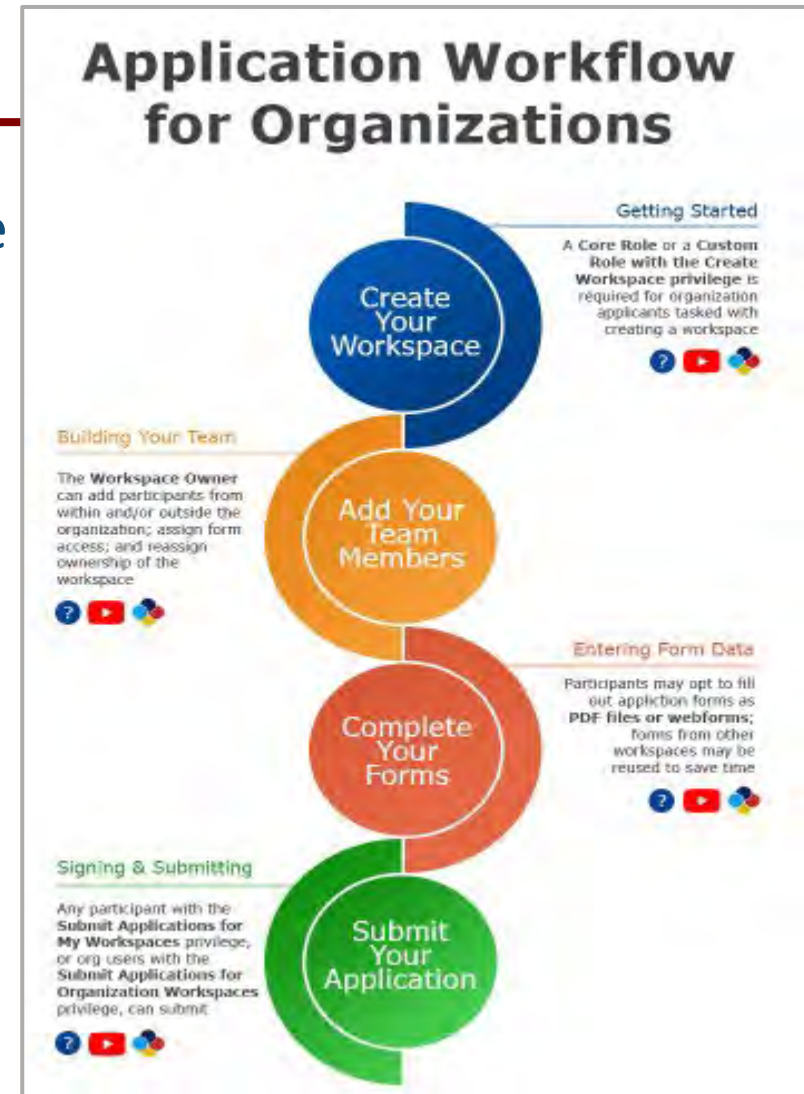 Application Workflow
for Organizations
e
Getting Started
A Core Role or a Custom
Role with the Create
Workspace privilege is
required for organization
applicants tasked with
creating a workspace
?
Create
Your
Workspace
Building Your Team
The Workspace Owner
can add participants from
within and/or outside the
organization; assign form
access; and reassign
ownership of the
workspace
?
Add Your
Team
Members
Entering Form Data
Participants may opt to fill
out appliction forms as
PDF files or webforms;
forms from other
workspaces may be
reused to save time
?
Complete
Your
Forms
Signing & Submitting
Any participant with the
Submit Applications for
My Workspaces privilege,
or org users with the
Submit Applications for
Organization Workspaces
privilege, can submit
?
Submit
Your
Application